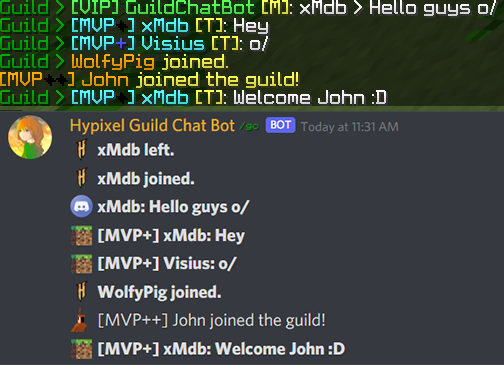 Guild > [VIP] GuildChatBot [M]: xMdb > Hello guys o/
Guild > [MVP+] xMdb [T]: Hey
Guild > [MVP+] Visius [T]: o/
Guild > WolfyPig joined.
[MVP++] John joined the guild!
Guild > [MVP+] xMdb [T]: Welcome John :D
Hypixel Guild Chat Bot /gc BOT Today at 11:31 AM
xMdb left.
xMdb joined.
xMdb: Hello guys o/
[MVP+] xMdb: Hey
[MVP+] Visius: o/
WolfyPig joined.
[MVP++] John joined the guild!
[MVP+] xMdb: Welcome John :D